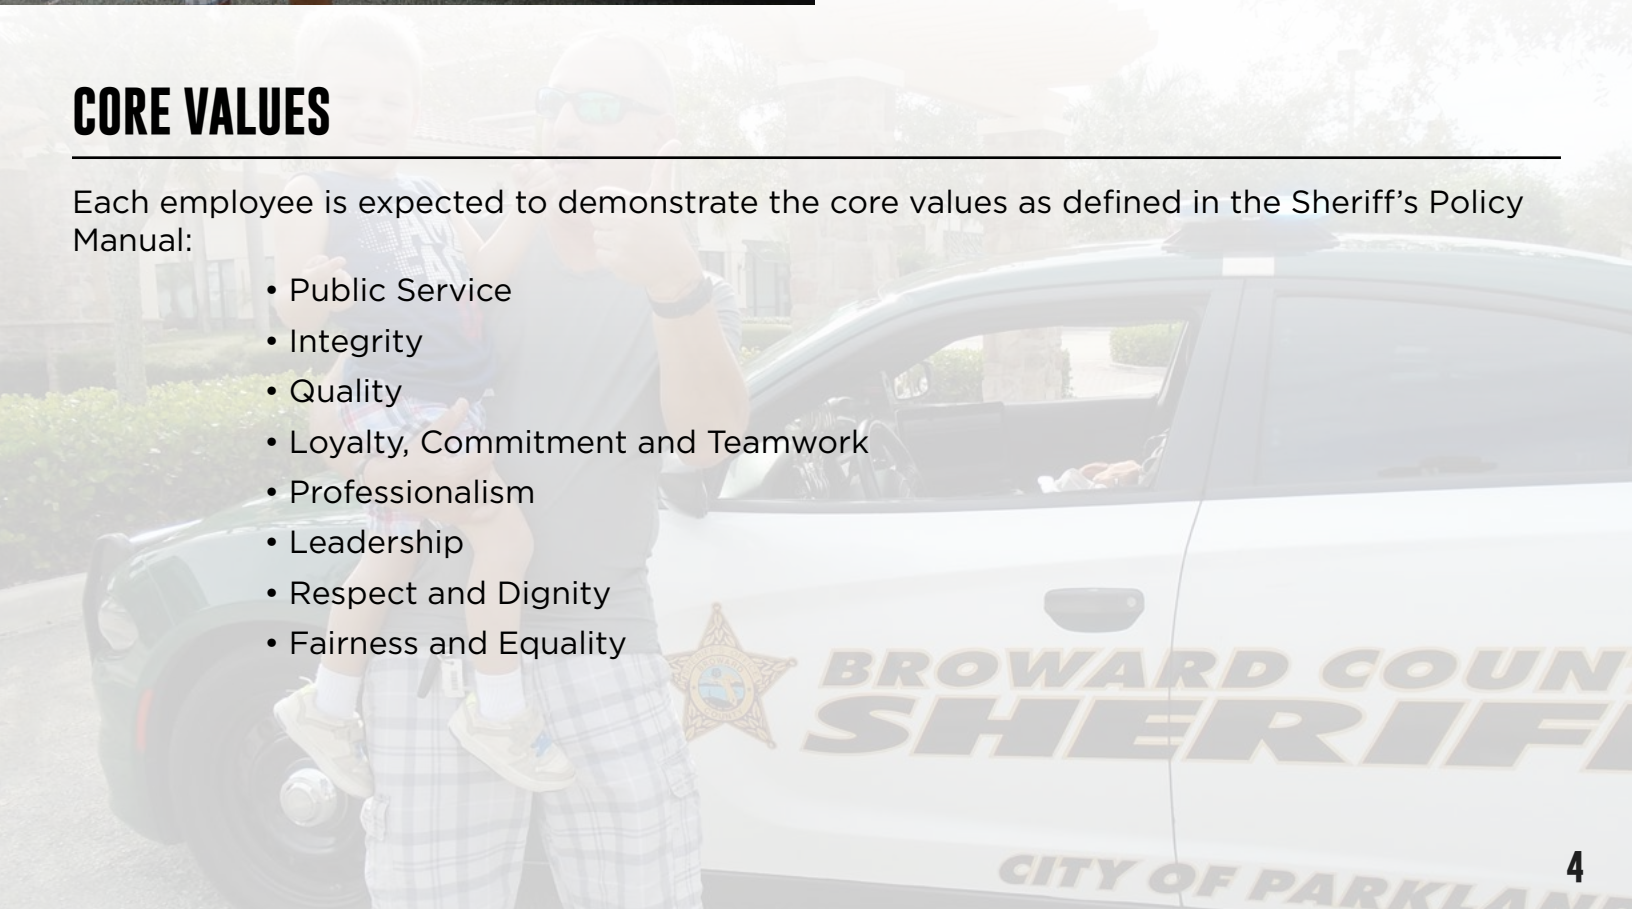 CORE VALUES
Each employee is expected to demonstrate the core values as defined in the Sheriff’s Policy
Manual:
• Public Service
• Integrity
• Quality
• Loyalty, Commitment and Teamwork
• Professionalism
• Leadership
• Respect and Dignity
• Fairness and Equality
BROWARD COUN
SHERIF
CITY OF PARKLAN
4